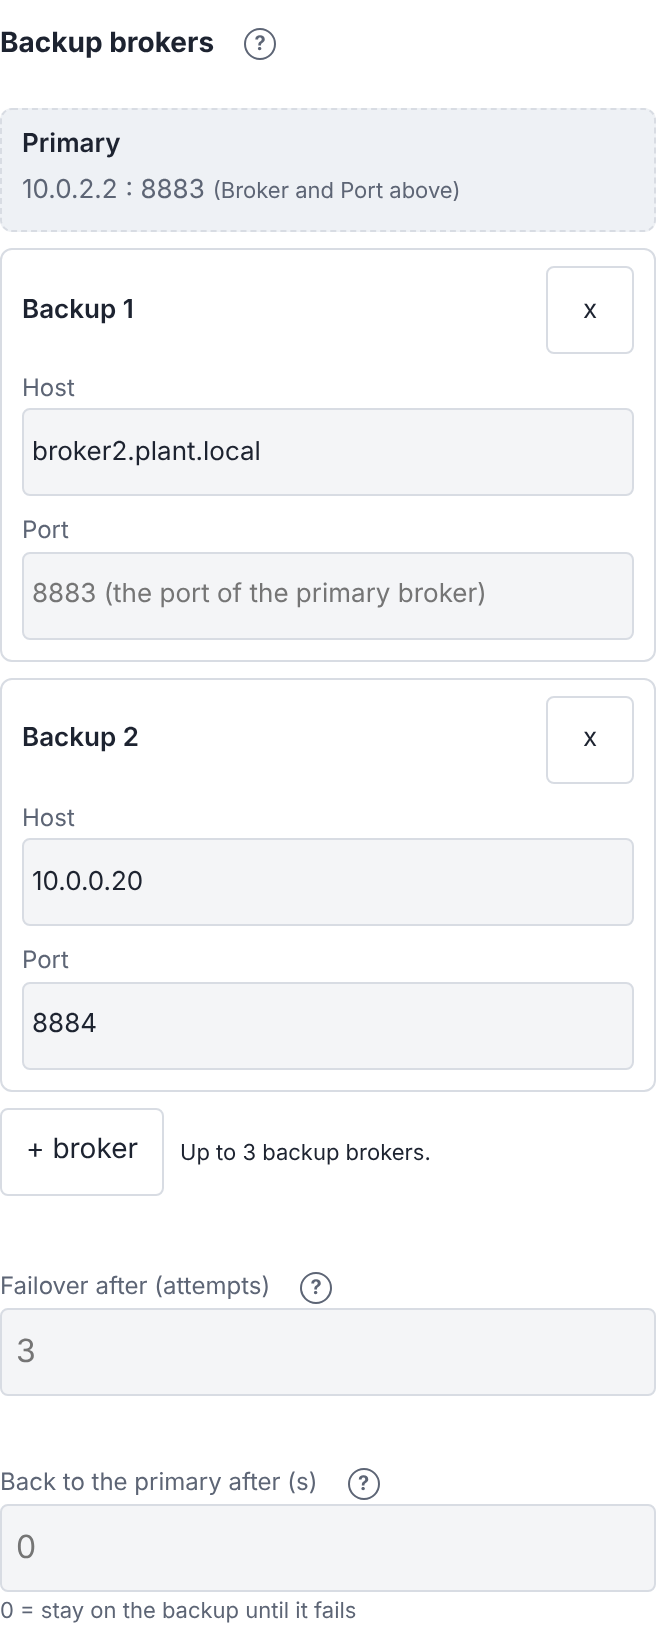 Backup brokers ?
Primary
10.0.2.2 : 8883 (Broker and Port above)
Backup 1
x
Host
broker2.plant.local
Port
8883 (the port of the primary broker)
Backup 2
x
Host
10.0.0.20
Port
8884
+ broker
Up to 3 backup brokers.
Failover after (attempts) ?
3
Back to the primary after (s) ?
0
0 = stay on the backup until it fails